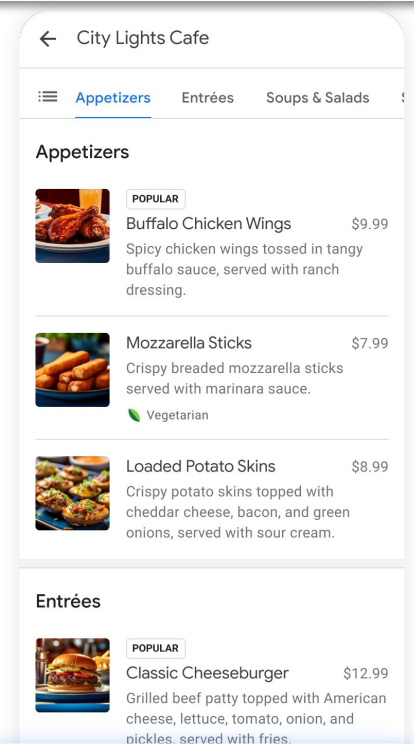 City Lights Cafe
Appetizers Entrées Soups & Salads
Appetizers
POPULAR
Buffalo Chicken Wings $9.99
Spicy chicken wings tossed in tangy
buffalo sauce, served with ranch
dressing.
Mozzarella Sticks $7.99
Crispy breaded mozzarella sticks
served with marinara sauce.
Vegetarian
Loaded Potato Skins $8.99
Crispy potato skins topped with
cheddar cheese, bacon, and green
onions, served with sour cream.
Entrées
POPULAR
Classic Cheeseburger $12.99
Grilled beef patty topped with American
cheese, lettuce, tomato, onion, and
pickles, served with fries.